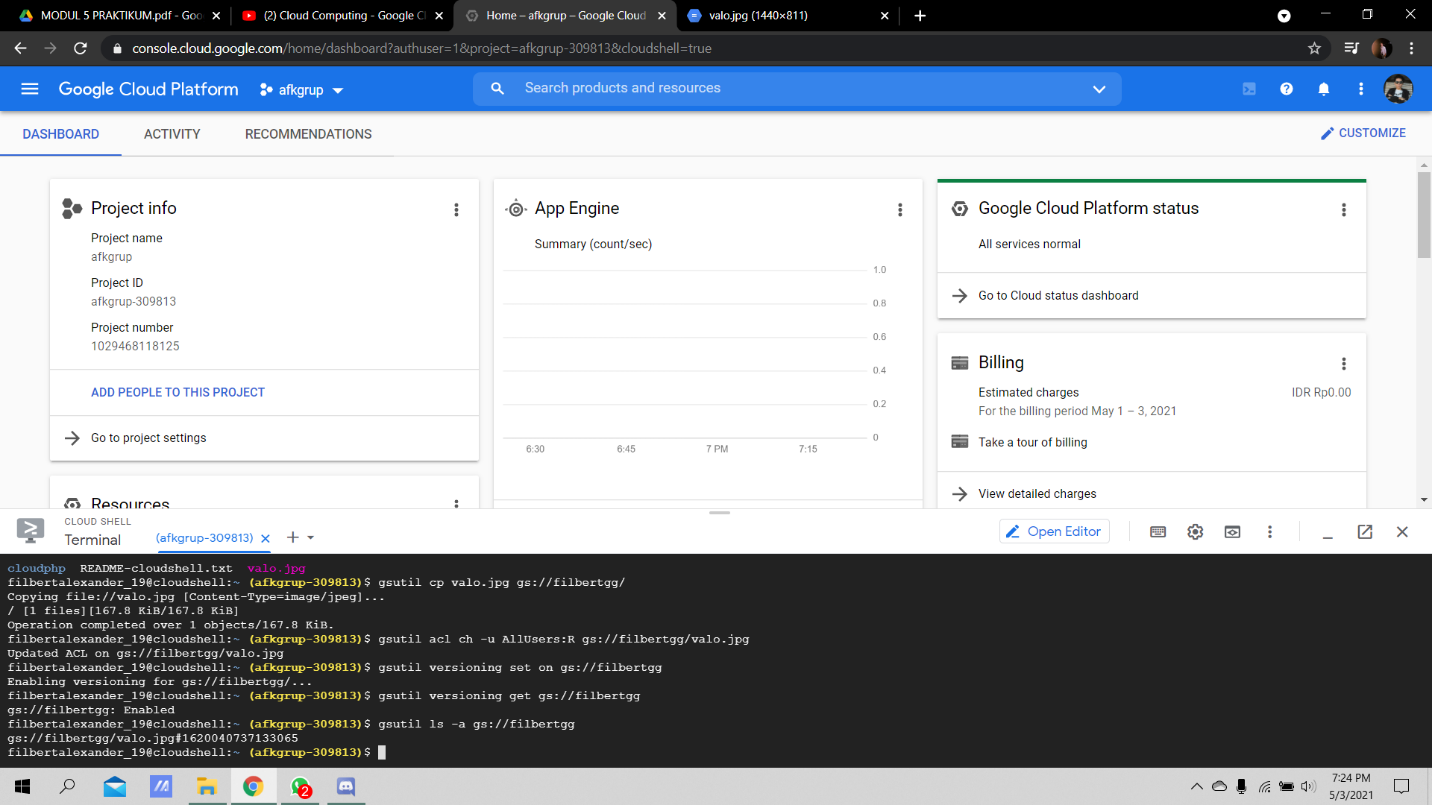 MODUL 5 PRAKTIKUM.pdf - Goo
(2) Cloud Computing - Google Cl
Home – afkgrup – Google Cloud
valo.jpg (1440×811)
console.cloud.google.com/home/dashboard?authuser=1&project=afkgrup-309813&cloudshell=true
Google Cloud Platform
afkgrup
Search products and resources
DASHBOARD
ACTIVITY
RECOMMENDATIONS
CUSTOMIZE
Project info
Project name
afkgrup
Project ID
afkgrup-309813
Project number
1029468118125
ADD PEOPLE TO THIS PROJECT
Go to project settings
Resources
App Engine
Summary (count/sec)
1.0
0.8
0.6
0.4
0.2
0
6:30
6:45
7 PM
7:15
Google Cloud Platform status
All services normal
Go to Cloud status dashboard
Billing
Estimated charges
IDR Rp0.00
For the billing period May 1 – 3, 2021
Take a tour of billing
View detailed charges
CLOUD SHELL
Terminal
(afkgrup-309813)
Open Editor
cloudphp README-cloudshell.txt valo.jpg
filbertalexander_19@cloudshell:~ (afkgrup-309813)$ gsutil cp valo.jpg gs://filbertgg/
Copying file://valo.jpg [Content-Type=image/jpeg]...
/ [1 files][167.8 KiB/167.8 KiB]
Operation completed over 1 objects/167.8 KiB.
filbertalexander_19@cloudshell:~ (afkgrup-309813)$ gsutil acl ch -u AllUsers:R gs://filbertgg/valo.jpg
Updated ACL on gs://filbertgg/valo.jpg
filbertalexander_19@cloudshell:~ (afkgrup-309813)$ gsutil versioning set on gs://filbertgg
Enabling versioning for gs://filbertgg/...
filbertalexander_19@cloudshell:~ (afkgrup-309813)$ gsutil versioning get gs://filbertgg
gs://filbertgg: Enabled
filbertalexander_19@cloudshell:~ (afkgrup-309813)$ gsutil ls -a gs://filbertgg
gs://filbertgg/valo.jpg#1620040737133065
filbertalexander_19@cloudshell:~ (afkgrup-309813)$
2
7:24 PM
5/3/2021